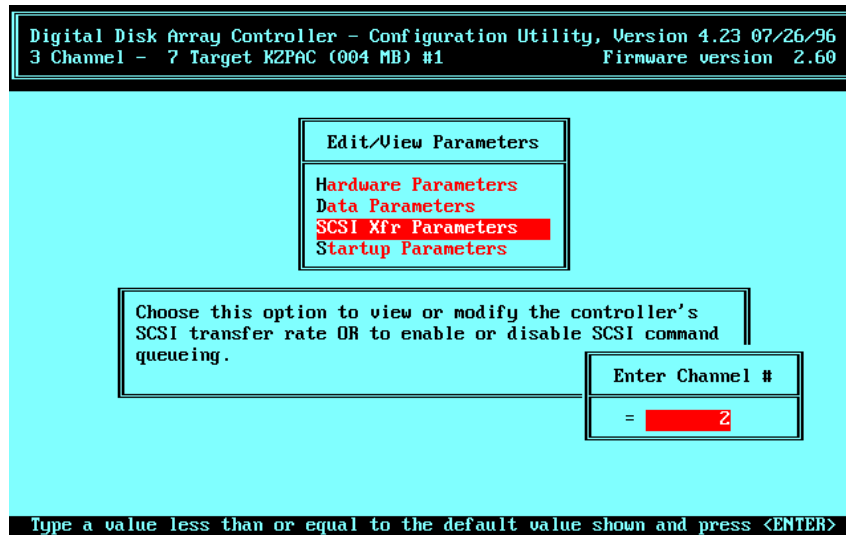 Digital Disk Array Controller - Configuration Utility, Version 4.23 07/26/96
3 Channel - 7 Target KZPAC (004 MB) #1 Firmware version 2.60
Edit/View Parameters
Hardware Parameters
Data Parameters
SCSI Xfr Parameters
Startup Parameters
Choose this option to view or modify the controller's
SCSI transfer rate OR to enable or disable SCSI command
queueing.
Enter Channel #
= 2
Type a value less than or equal to the default value shown and press <ENTER>